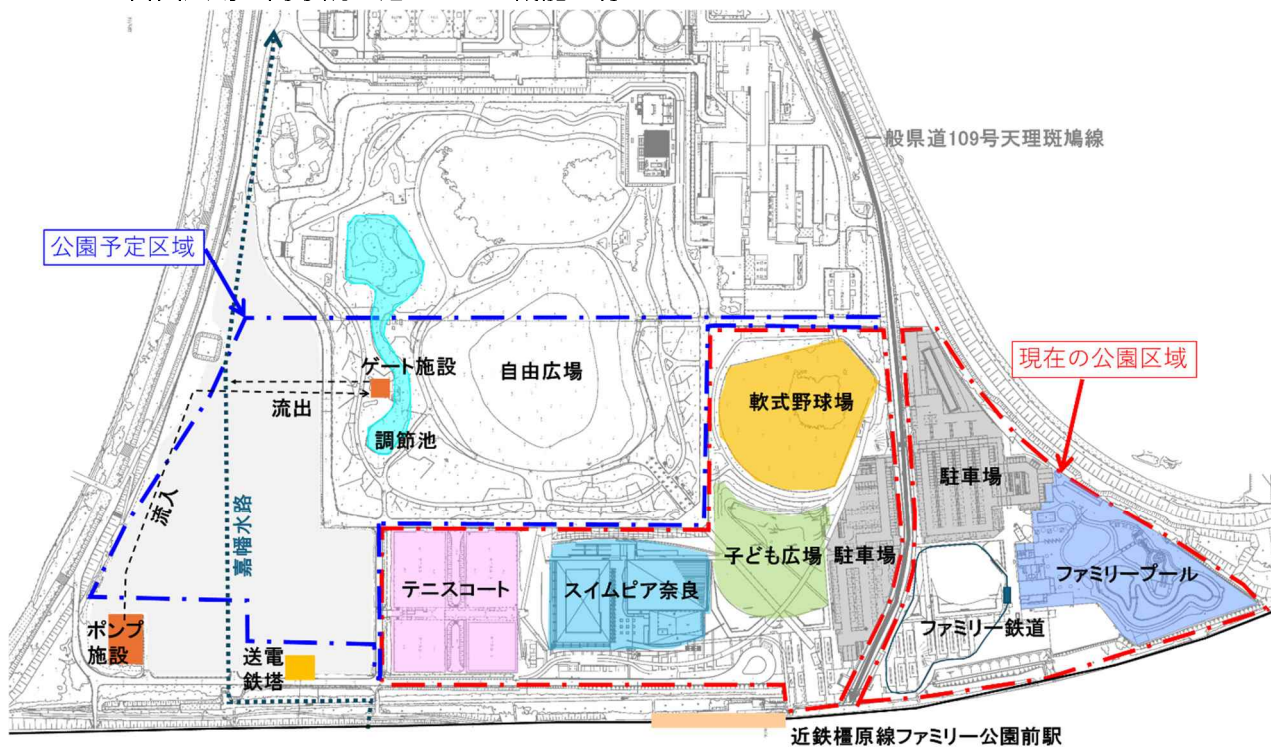 一般県道109号天理斑鳩線
公園予定区域
現在の公園区域
ゲート施設
自由広場
軟式野球場
流出
調節池
駐車場
流入
嘉幡水路
テニスコート
スイムピア奈良
子ども広場
駐車場
ファミリープール
ファミリー鉄道
ポンプ
施設
送電
鉄塔
近鉄橿原線ファミリー公園前駅